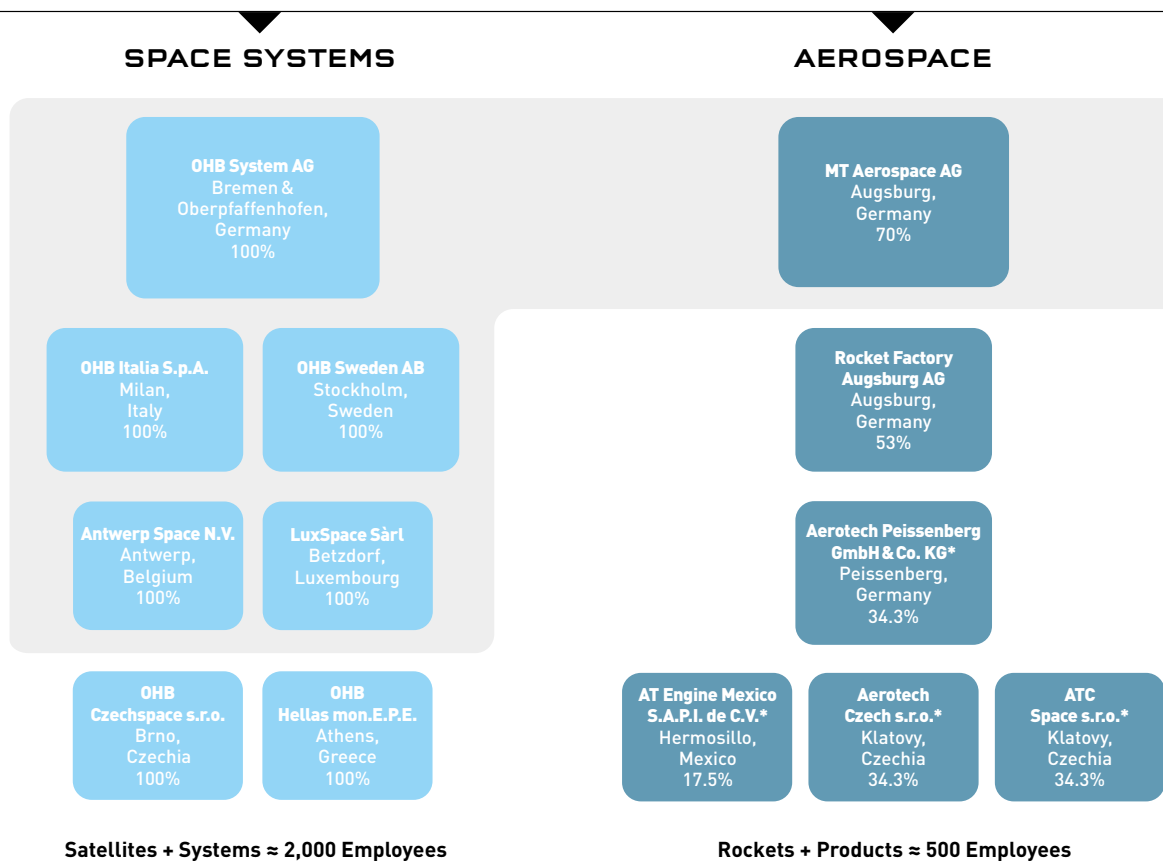 SPACE SYSTEMS
OHB System AG
Bremen &
Oberpfaffenhofen,
Germany
100%
OHB Italia S.p.A.
Milan,
Italy
100%
OHB Sweden AB
Stockholm,
Sweden
100%
Antwerp Space N.V.
Antwerp,
Belgium
100%
LuxSpace Sàrl
Betzdorf,
Luxembourg
100%
OHB
Czechspace s.r.o.
Brno,
Czechia
100%
OHB
Hellas mon.E.P.E.
Athens,
Greece
100%
Satellites + Systems ≈ 2,000 Employees
AEROSPACE
MT Aerospace AG
Augsburg,
Germany
70%
Rocket Factory
Augsburg AG
Augsburg,
Germany
53%
Aerotech Peissenberg
GmbH & Co. KG*
Peissenberg,
Germany
34.3%
AT Engine Mexico
S.A.P.I. de C.V.*
Hermosillo,
Mexico
17.5%
Aerotech
Czech s.r.o.*
Klatovy,
Czechia
34.3%
ATC
Space s.r.o.*
Klatovy,
Czechia
34.3%
Rockets + Products ≈ 500 Employees